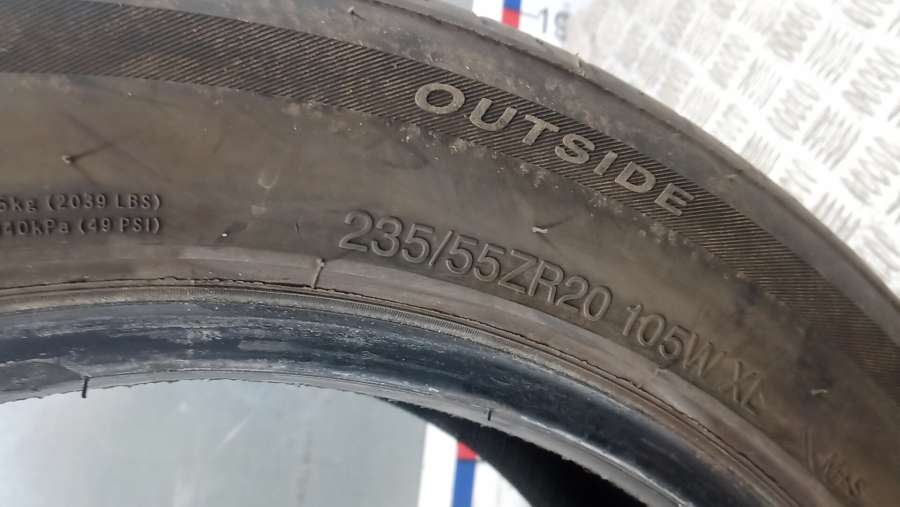 OUTSIDE
5kg (2039 LBS)
40kPa (49 PSI)
235/55ZR20 105W XL